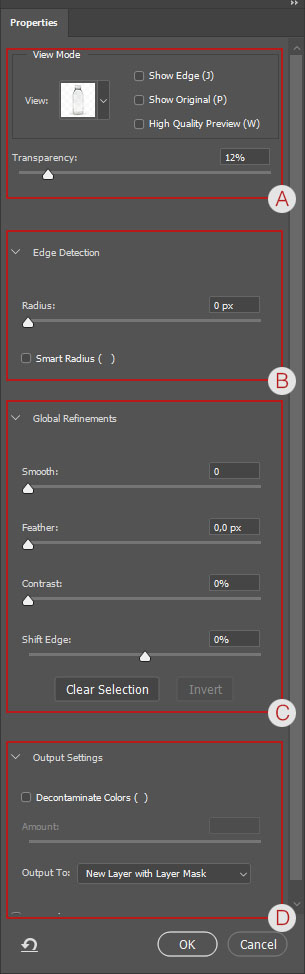 Properties
View Mode
View:
Show Edge (J)
Show Original (P)
High Quality Preview (W)
Transparency: 12%
A
Edge Detection
Radius: 0 px
Smart Radius ( )
B
Global Refinements
Smooth: 0
Feather: 0,0 px
Contrast: 0%
Shift Edge: 0%
Clear Selection Invert
C
Output Settings
Decontaminate Colors ( )
Amount:
Output To: New Layer with Layer Mask
D
OK Cancel